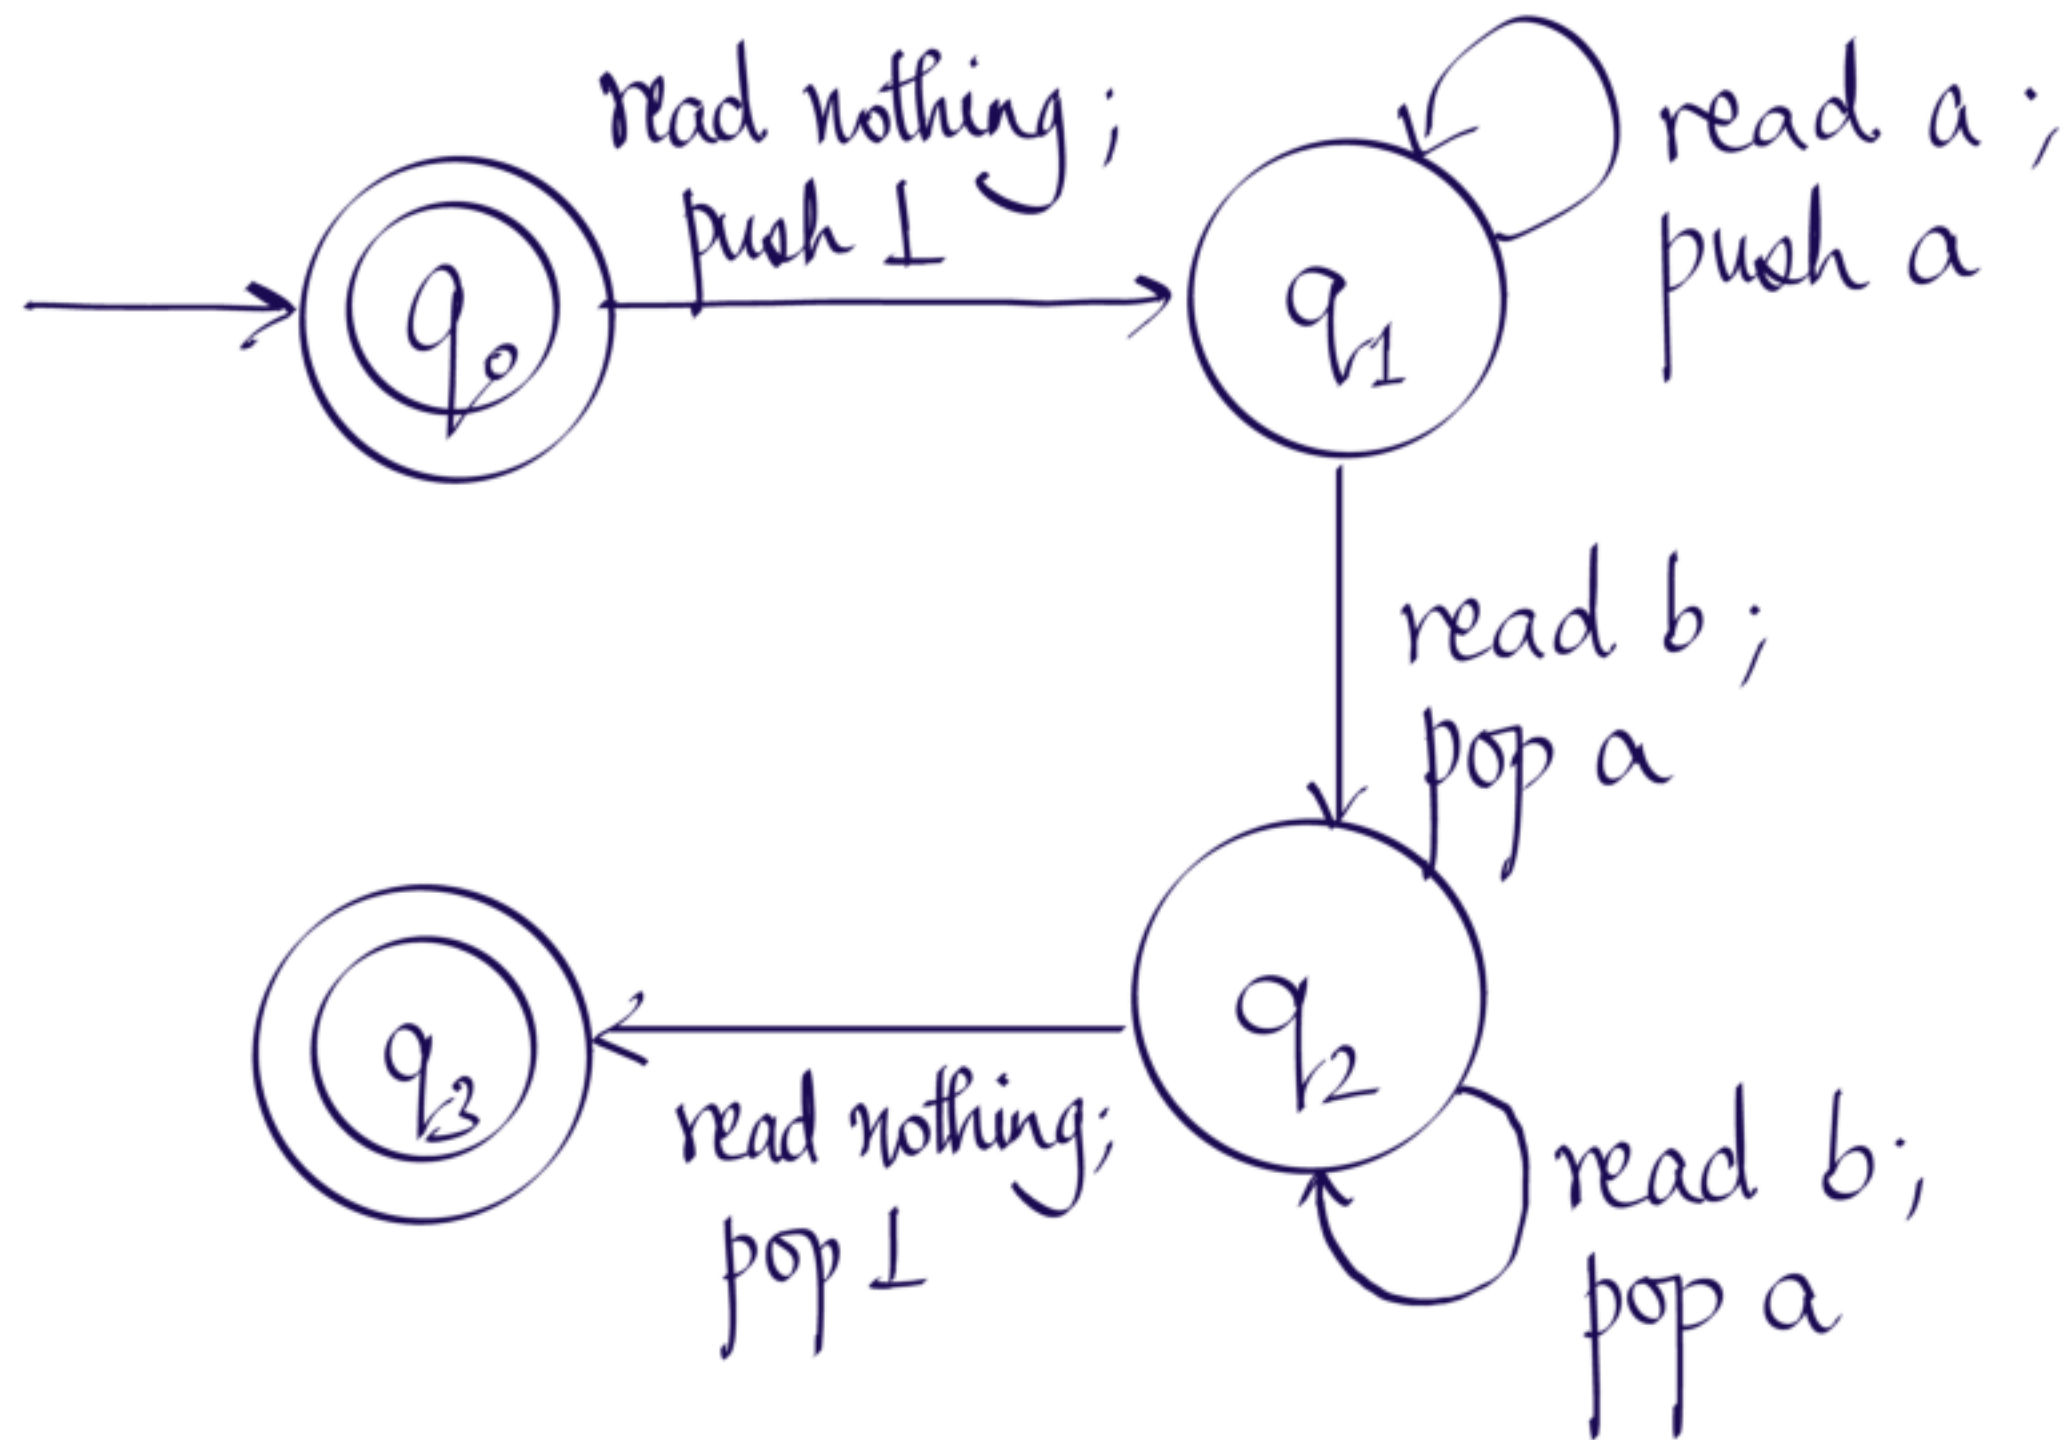 read nothing;
push ⊥
q₀
q₁
read a;
push a
read b;
pop a
q₂
q₃
read nothing;
pop ⊥
read b;
pop a